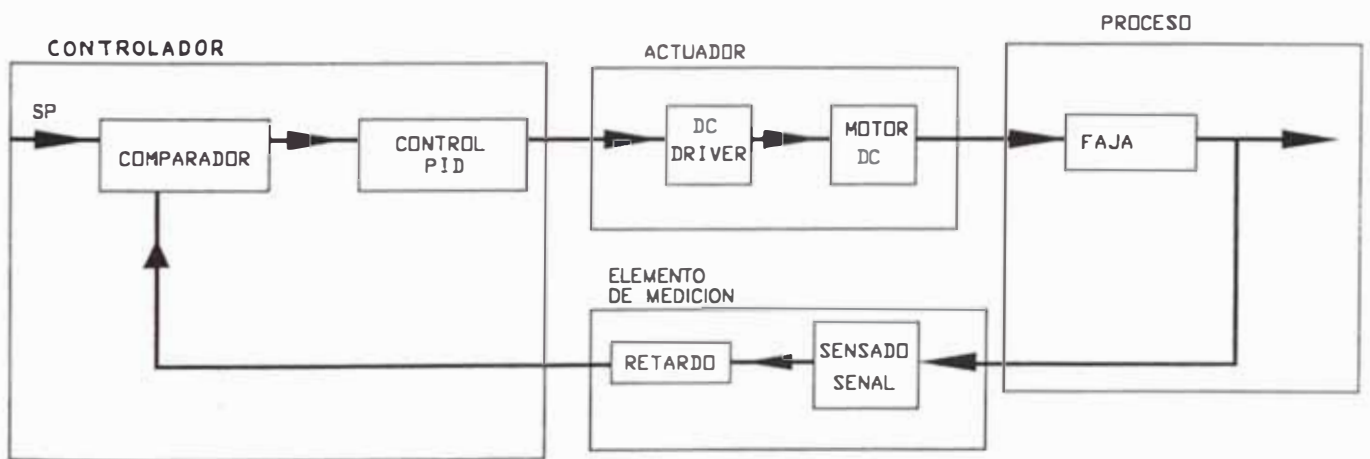 PROCESO
CONTROLADOR
ACTUADOR
SP
COMPARADOR
CONTROL
PID
DC
DRIVER
MOTOR
DC
FAJA
ELEMENTO
DE MEDICION
RETARDO
SENSADO
SENAL